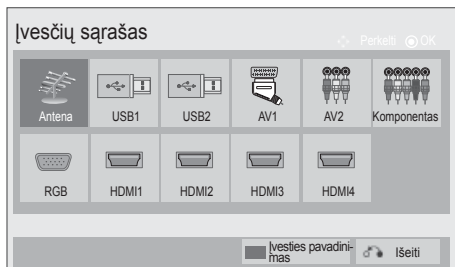 Įvesčių sąrašas
Perkelti OK
Antena USB1 USB2 AV1 AV2 Komponentas
RGB HDMI1 HDMI2 HDMI3 HDMI4
Įvesties pavadini-
mas
Išeiti